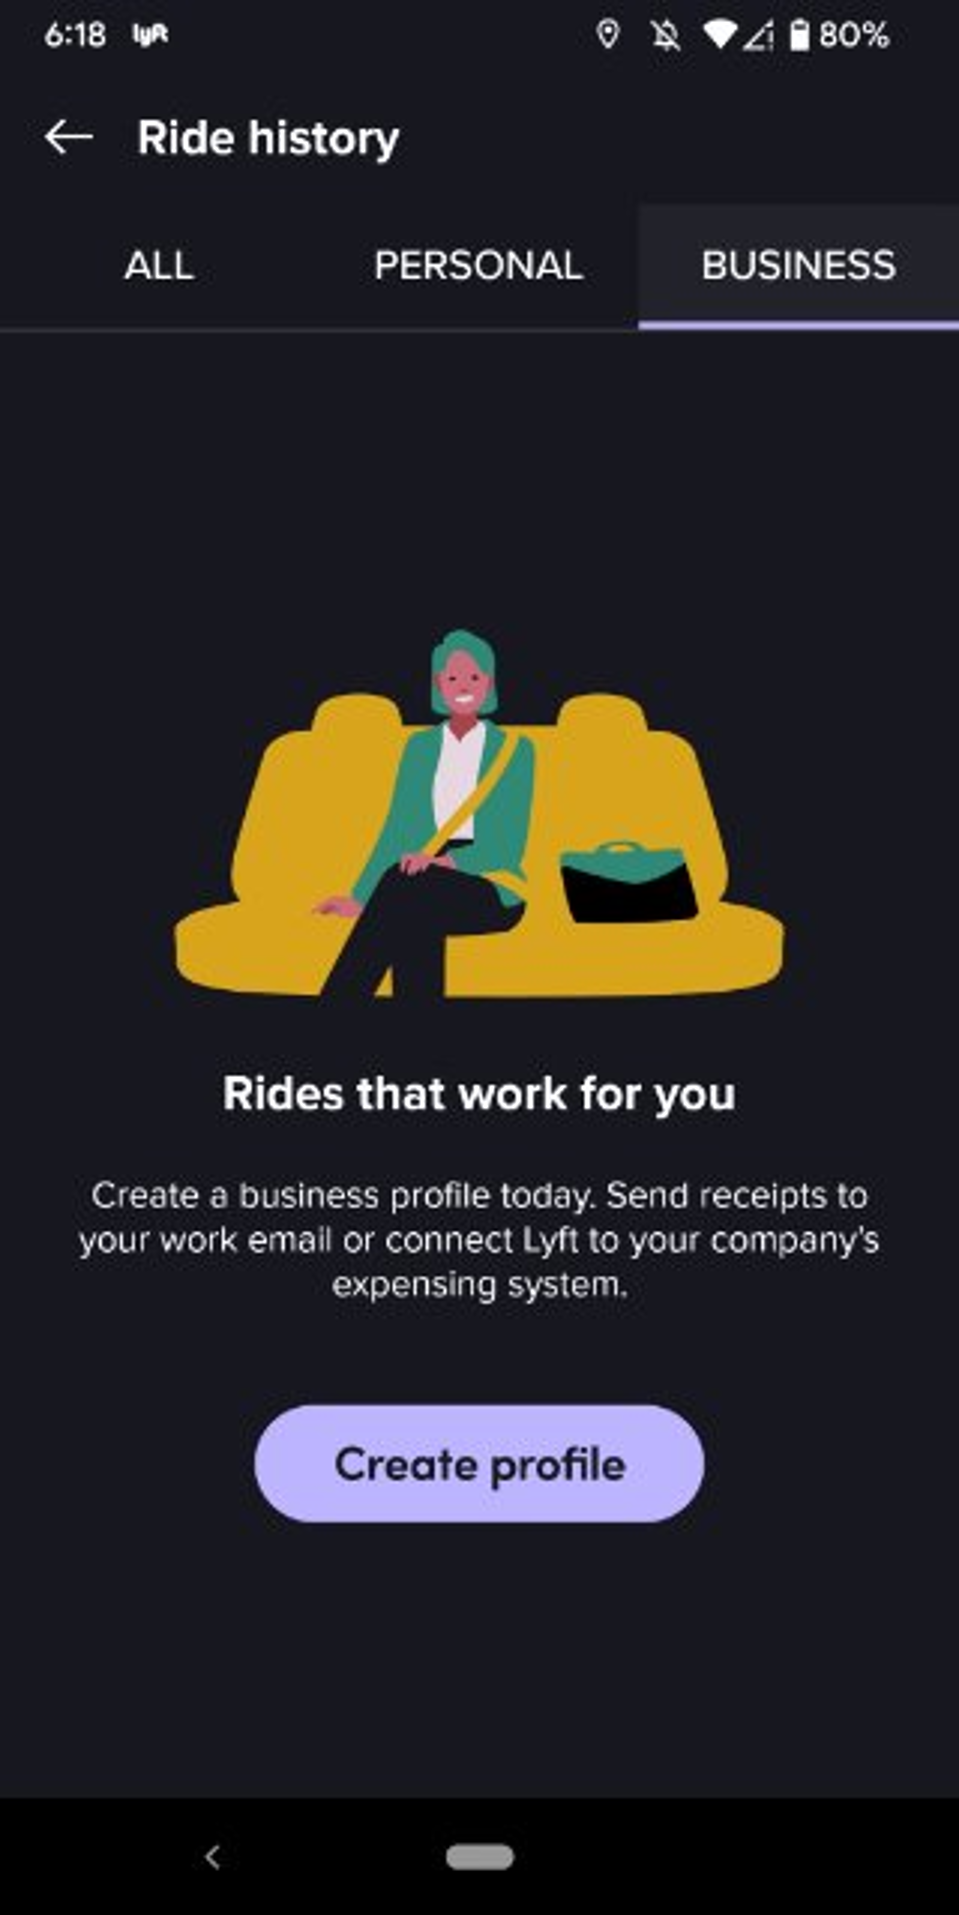 6:18 lyft 80%
Ride history
ALL PERSONAL BUSINESS
Rides that work for you
Create a business profile today. Send receipts to
your work email or connect Lyft to your company's
expensing system.
Create profile